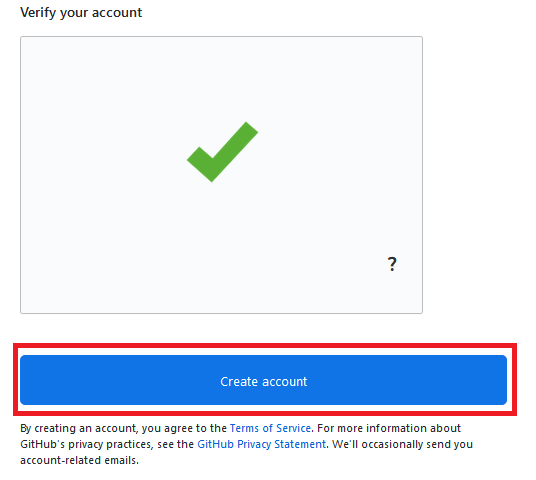 Verify your account
?
Create account
By creating an account, you agree to the Terms of Service. For more information about
GitHub's privacy practices, see the GitHub Privacy Statement. We'll occasionally send you
account-related emails.